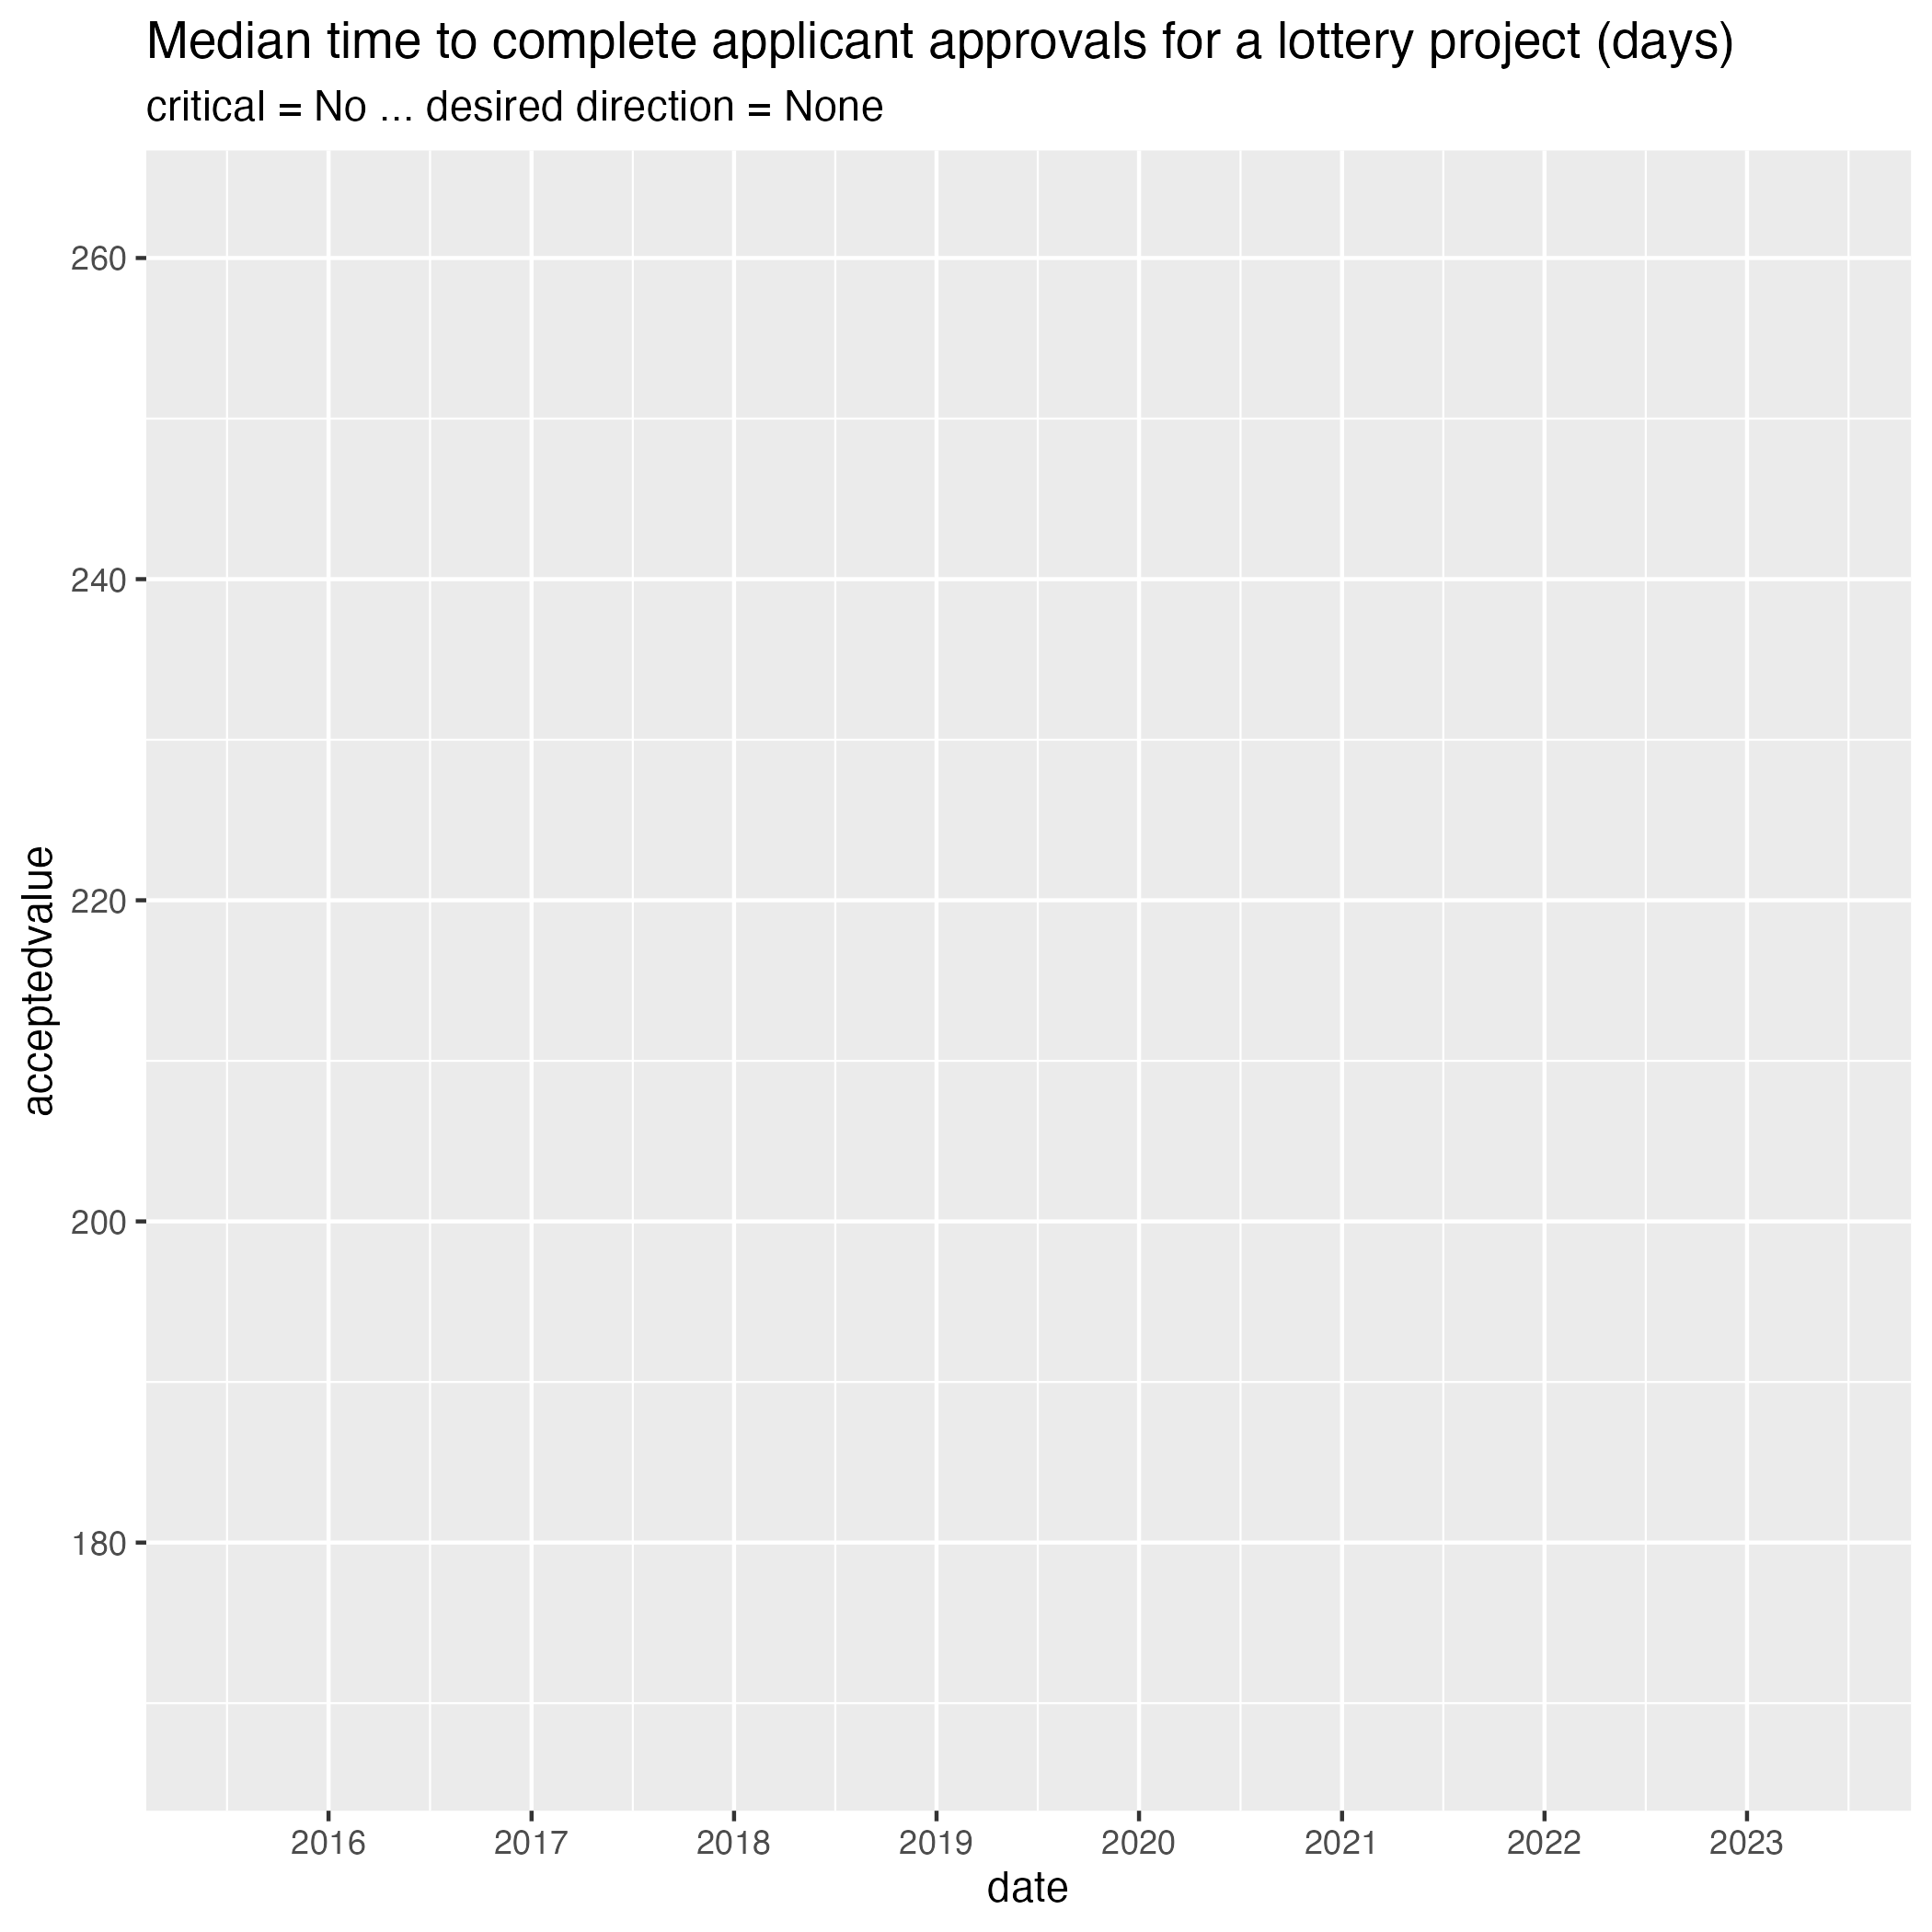 Median time to complete applicant approvals for a lottery project (days)
critical = No ... desired direction = None
acceptedvalue
260
240
220
200
180
2016 2017 2018 2019 2020 2021 2022 2023
date